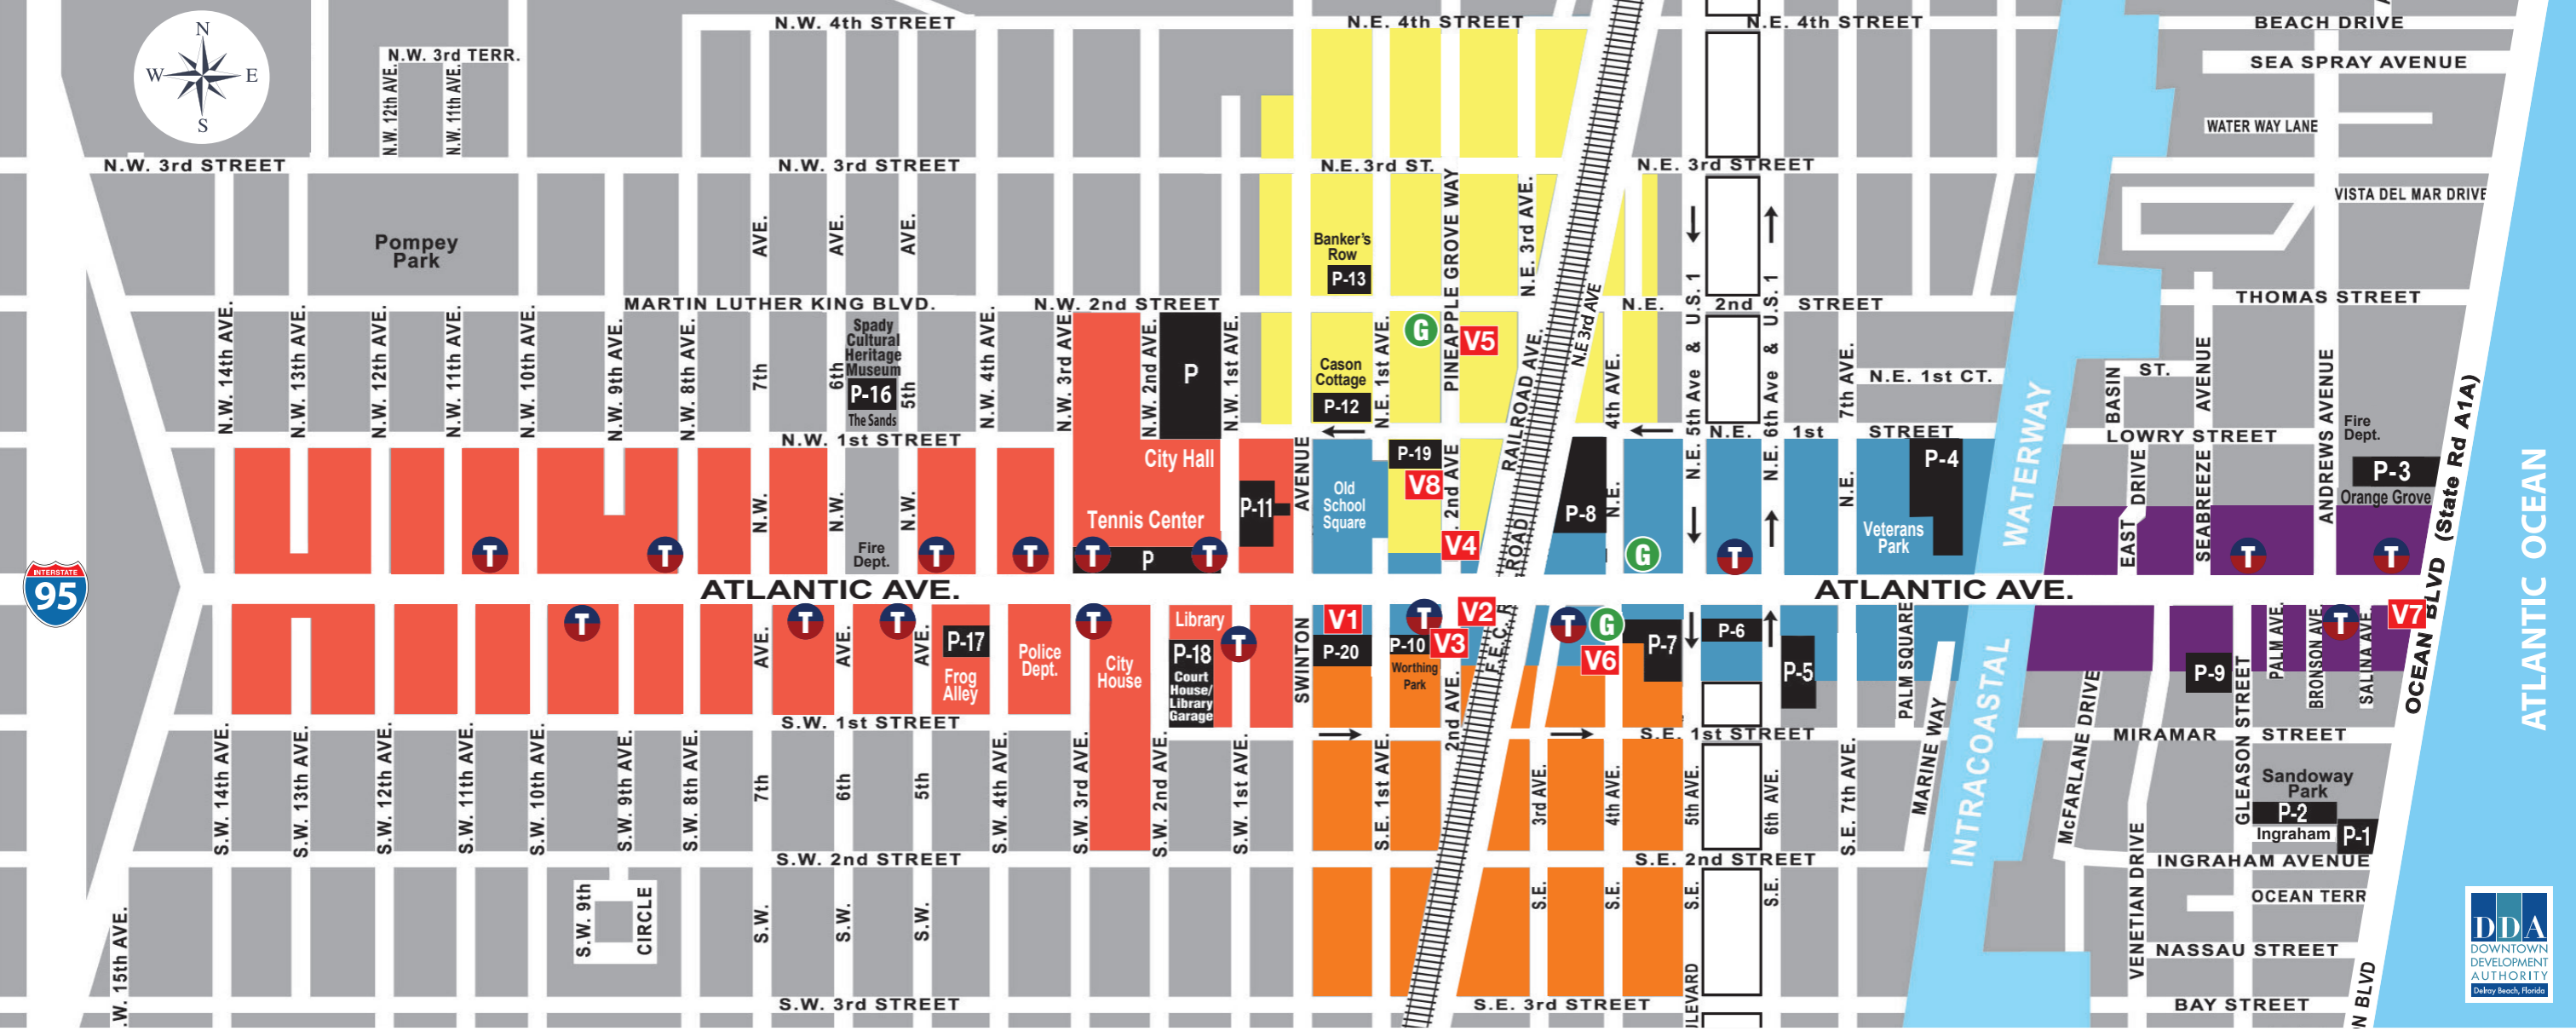 N.W. 4th STREET
N.E. 4th STREET
N.E. 4th STREET
BEACH DRIVE
N
W
E
S
N.W. 3rd TERR.
N.W. 12th AVE.
N.W. 11th AVE.
SEA SPRAY AVENUE
WATER WAY LANE
N.W. 3rd STREET
N.W. 3rd STREET
N.E. 3rd ST.
N.E. 3rd STREET
VISTA DEL MAR DRIVE
Pompey
Park
AVE.
AVE.
AVE.
Banker's
Row
P-13
PINEAPPLE GROVE WAY
N.E. 3rd AVE.
MARTIN LUTHER KING BLVD.
N.W. 2nd STREET
N.E.
2nd
STREET
THOMAS STREET
N.W. 14th AVE.
N.W. 13th AVE.
N.W. 12th AVE.
N.W. 11th AVE.
N.W. 10th AVE.
N.W. 9th AVE.
N.W. 8th AVE.
7th
6th
Spady
Cultural
Heritage
Museum
P-16
The Sands
5th
N.W. 4th AVE.
N.W. 3rd AVE.
N.W. 2nd AVE.
P
N.W. 1st AVE.
Cason
Cottage
P-12
N.E. 1st AVE.
G
V5
RAILROAD AVE.
NE 3rd AVE
4th AVE.
N.E. 5th Ave & U.S. 1
N.E. 6th Ave & U.S. 1
7th AVE.
N.E. 1st CT.
BASIN
ST.
AVENUE
ANDREWS AVENUE
Fire
Dept.
N.W. 1st STREET
N.E.
1st
STREET
LOWRY STREET
City Hall
Tennis Center
P-11
AVENUE
Old
School
Square
P-19
V8
2nd AVE
V4
ROAD
P-8
N.E.
G
T
N.E.
P-4
Veterans
Park
WATERWAY
EAST DRIVE
SEABREEZE
P-3
Orange Grove
OCEAN BLVD (State Rd A1A)
ATLANTIC OCEAN
N.W.
N.W.
N.W.
Fire
Dept.
T
T
T
T
T
P
T
T
T
INTERSTATE
95
ATLANTIC AVE.
ATLANTIC AVE.
T
T
T
T
AVE.
AVE.
AVE.
P-17
Frog
Alley
Police
Dept.
City
House
Library
P-18
Court
House/
Library
Garage
T
SWINTON
V1
P-20
T
V2
P-10
V3
Worthing
Park
2nd AVE.
F.E.C. R
T
G
V6
P-7
P-6
P-5
PALM SQUARE
MARINE WAY
INTRACOASTAL
McFARLANE DRIVE
P-9
GLEASON STREET
PALM AVE.
BRONSON AVE.
T
SALINA AVE.
V7
S.W. 1st STREET
S.E. 1st STREET
MIRAMAR
STREET
S.W. 14th AVE.
S.W. 13th AVE.
S.W. 12th AVE.
S.W. 11th AVE.
S.W. 10th AVE.
S.W. 9th AVE.
S.W. 8th AVE.
7th
6th
5th
S.W. 4th AVE.
S.W. 3rd AVE.
S.W. 2nd AVE.
S.W. 1st AVE.
S.E. 1st AVE.
3rd AVE.
4th AVE.
5th AVE.
6th AVE.
S.E. 7th AVE.
Sandoway
Park
P-2
Ingraham
P-1
S.W. 2nd STREET
S.E. 2nd STREET
INGRAHAM AVENUE
S.W. 9th
CIRCLE
S.W.
S.W.
S.W.
S.E.
S.E.
S.E.
S.E.
VENETIAN DRIVE
OCEAN TERR
NASSAU STREET
.W. 15th AVE.
S.W. 3rd STREET
S.E. 3rd STREET
LEVARD
BAY STREET
N BLVD
DDA
DOWNTOWN
DEVELOPMENT
AUTHORITY
Delray Beach, Florida